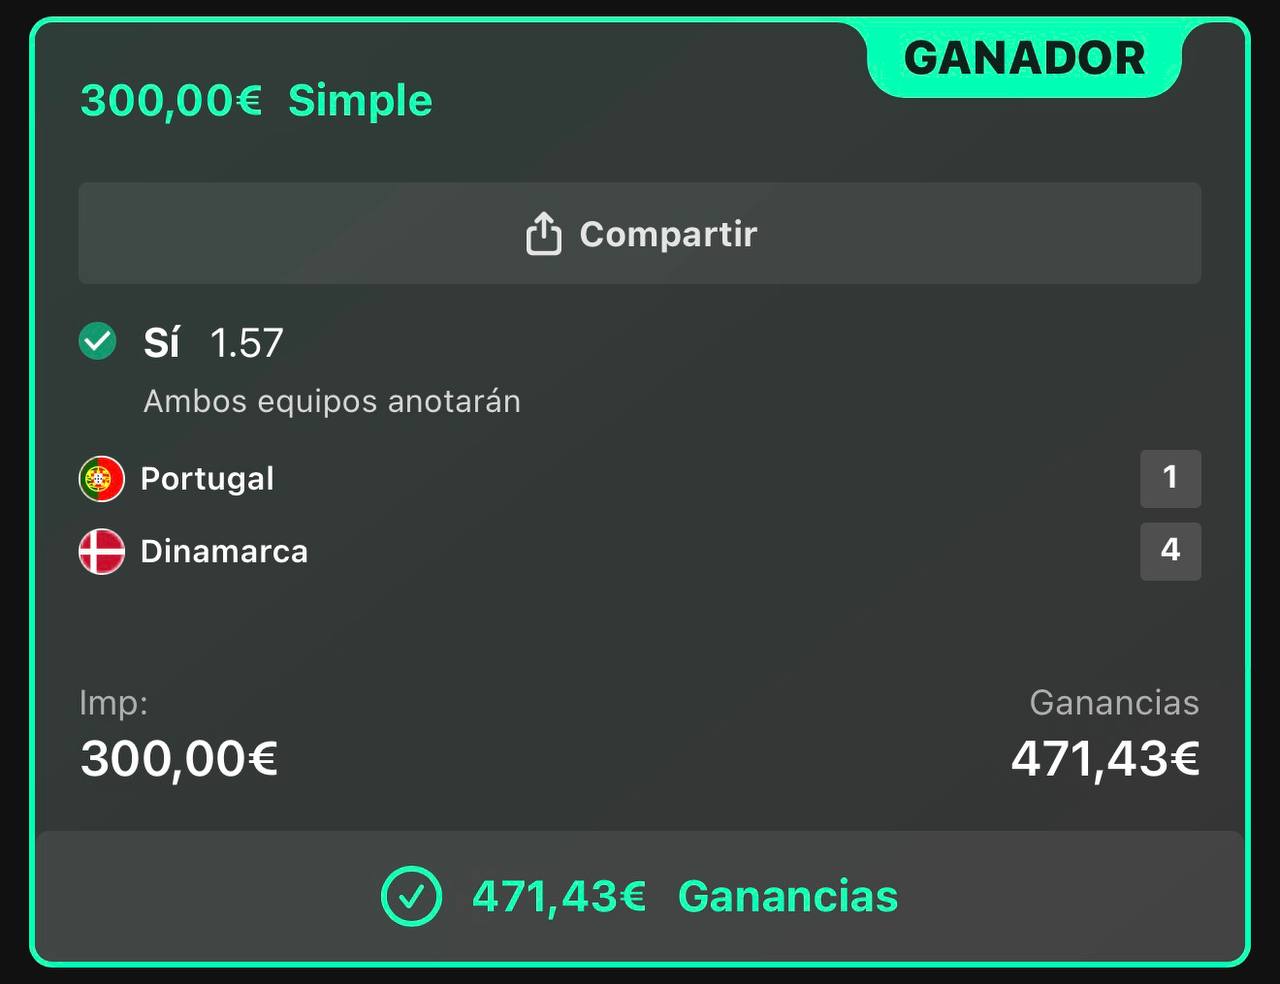 GANADOR
300,00€ Simple
Compartir
Sí 1.57
Ambos equipos anotarán
Portugal 1
Dinamarca 4
Imp: Ganancias
300,00€ 471,43€
471,43€ Ganancias